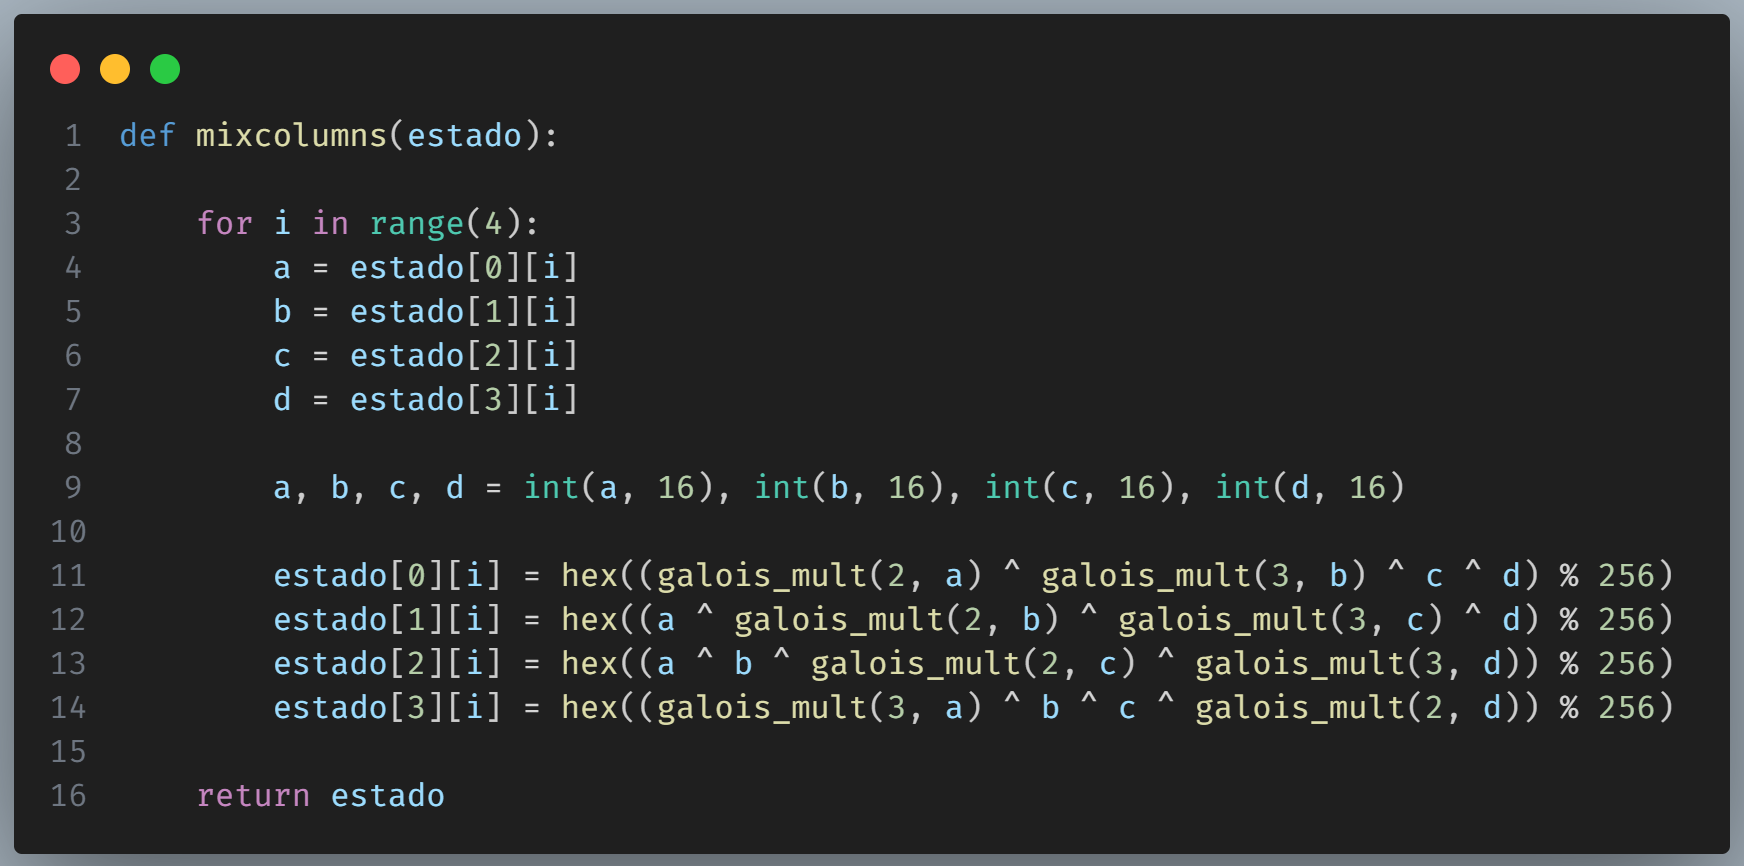 1 def mixcolumns(estado):
2
3     for i in range(4):
4         a = estado[0][i]
5         b = estado[1][i]
6         c = estado[2][i]
7         d = estado[3][i]
8
9         a, b, c, d = int(a, 16), int(b, 16), int(c, 16), int(d, 16)
10
11         estado[0][i] = hex((galois_mult(2, a) ^ galois_mult(3, b) ^ c ^ d) % 256)
12         estado[1][i] = hex((a ^ galois_mult(2, b) ^ galois_mult(3, c) ^ d) % 256)
13         estado[2][i] = hex((a ^ b ^ galois_mult(2, c) ^ galois_mult(3, d)) % 256)
14         estado[3][i] = hex((galois_mult(3, a) ^ b ^ c ^ galois_mult(2, d)) % 256)
15
16     return estado